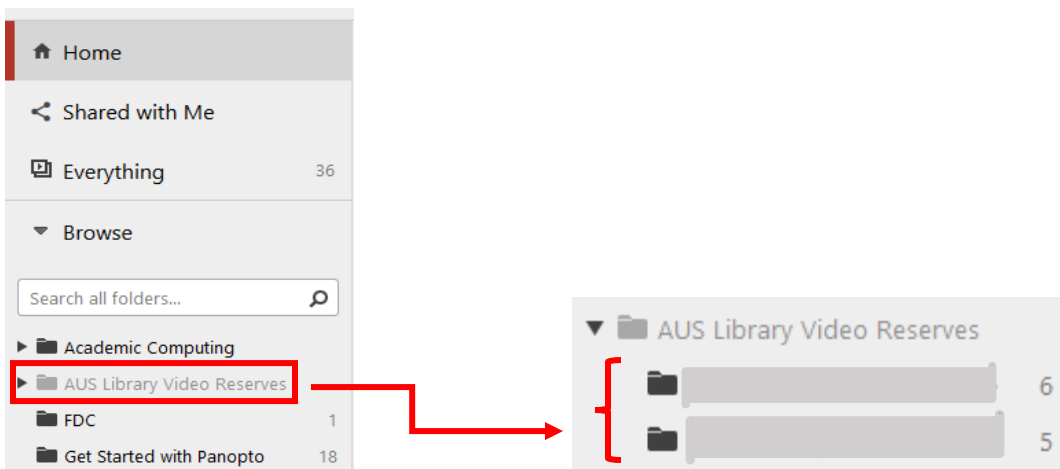 Home
Shared with Me
Everything 36
Browse
Search all folders...
Academic Computing
AUS Library Video Reserves
FDC 1
Get Started with Panopto 18
AUS Library Video Reserves
6
5